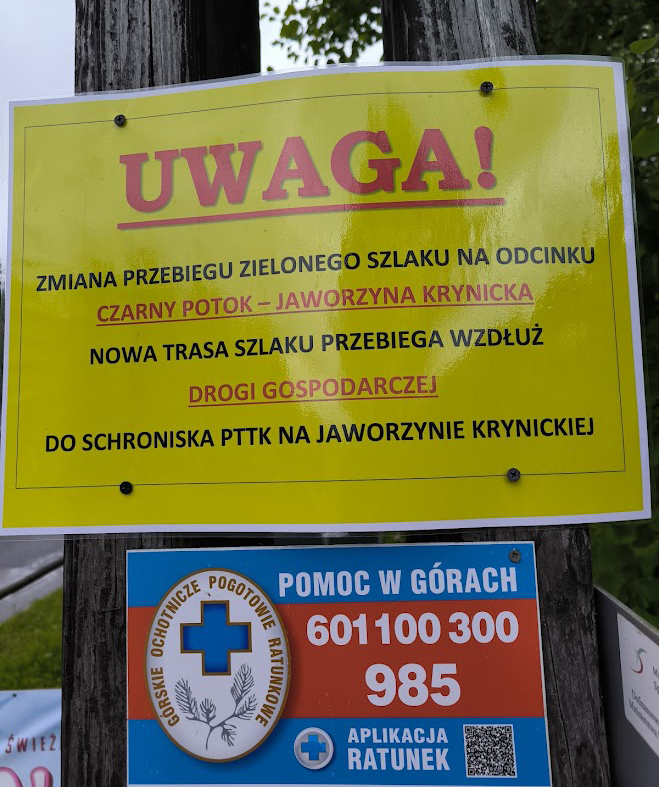 UWAGA!
ZMIANA PRZEBIEGU ZIELONEGO SZLAKU NA ODCINKU
CZARNY POTOK – JAWORZYNA KRYNICKA
NOWA TRASA SZLAKU PRZEBIEGA WZDŁUŻ
DROGI GOSPODARCZEJ
DO SCHRONISKA PTTK NA JAWORZYNIE KRYNICKIEJ
GÓRSKIE OCHOTNICZE POGOTOWIE RATUNKOWE
POMOC W GÓRACH
601 100 300
985
APLIKACJA
RATUNEK